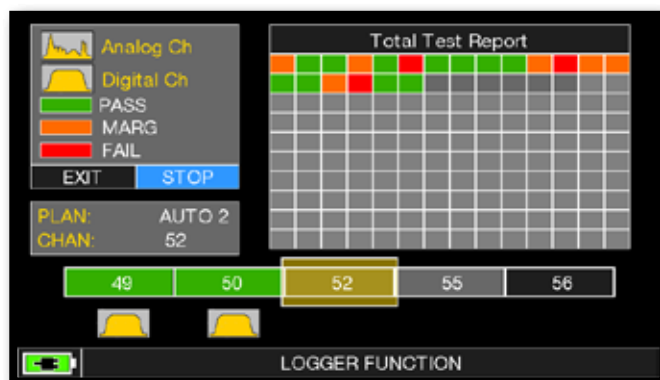 Analog Ch
Digital Ch
PASS
MARG
FAIL
EXIT STOP
PLAN: AUTO 2
CHAN: 52
Total Test Report
49 50 52 55 56
LOGGER FUNCTION